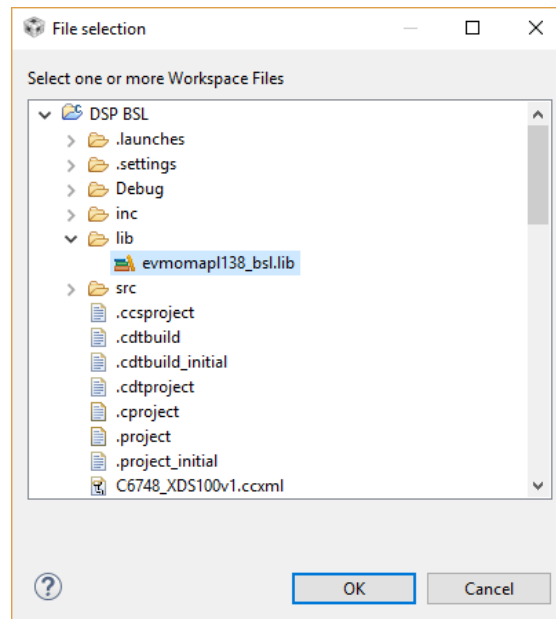 File selection
Select one or more Workspace Files
DSP BSL
.launches
.settings
Debug
inc
lib
evmomapl138_bsl.lib
src
.ccsproject
.cdtbuild
.cdtbuild_initial
.cdtproject
.cproject
.project
.project_initial
C6748_XDS100v1.ccxml
?
OK
Cancel